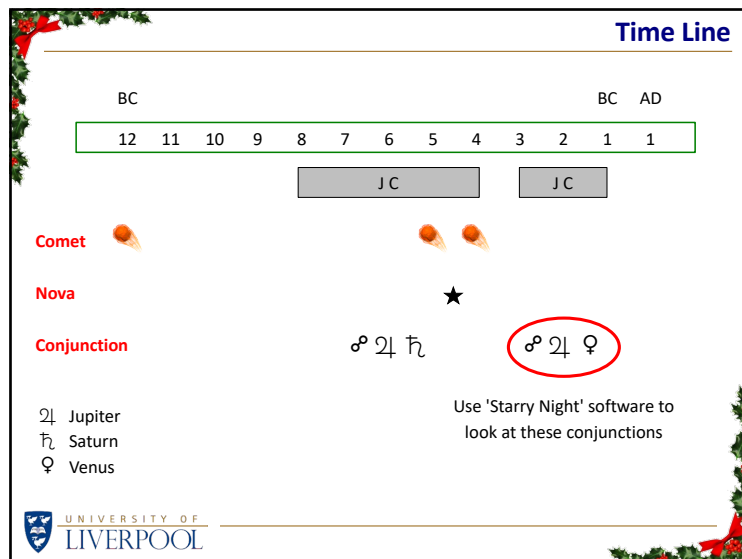 Time Line
BC BC AD
12 11 10 9 8 7 6 5 4 3 2 1 1
J C J C
Comet
Nova
Conjunction ☍ ♃ ♄ ☍ ♃ ♀
♃ Jupiter
♄ Saturn
♀ Venus
Use 'Starry Night' software to
look at these conjunctions
UNIVERSITY OF
LIVERPOOL